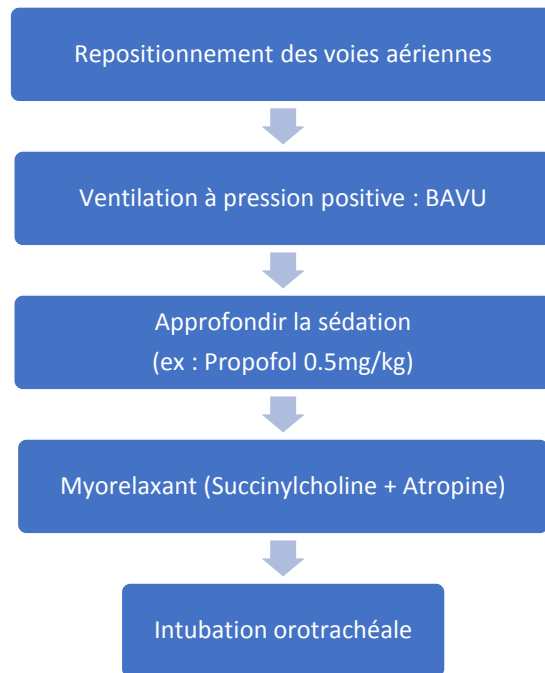 Repositionnement des voies aériennes
Ventilation à pression positive : BAVU
Approfondir la sédation
(ex : Propofol 0.5mg/kg)
Myorelaxant (Succinylcholine + Atropine)
Intubation orotrachéale